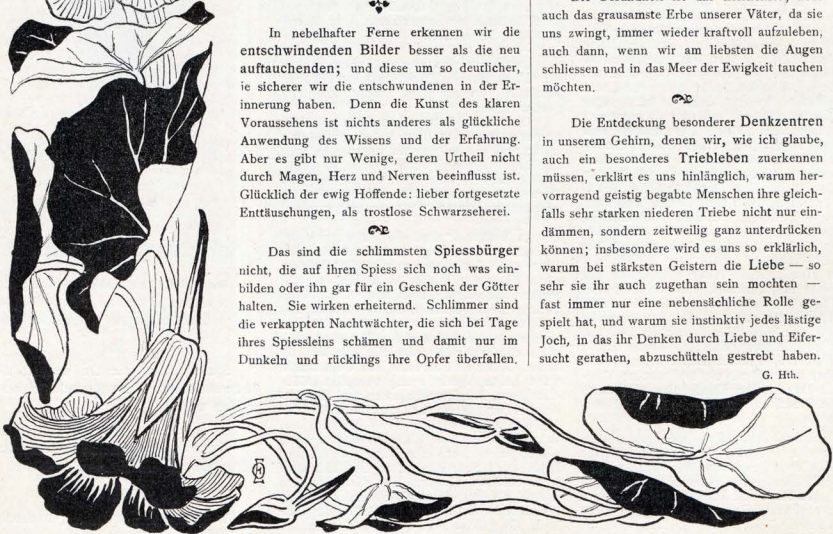 In nebelhafter Ferne erkennen wir die
entschwindenden Bilder besser als die neu
auftauchenden; und diese um so deutlicher,
ie sicherer wir die entschwundenen in der Er-
innerung haben. Denn die Kunst des klaren
Voraussehens ist nichts anderes als glückliche
Anwendung des Wissens und der Erfahrung.
Aber es gibt nur Wenige, deren Urtheil nicht
durch Magen, Herz und Nerven beeinflusst ist.
Glücklich der ewig Hoffende: lieber fortgesetzte
Enttäuschungen, als trostlose Schwarzseherei.
Das sind die schlimmsten Spiessbürger
nicht, die auf ihren Spiess sich noch was ein-
bilden oder ihn gar für ein Geschenk der Götter
halten. Sie wirken erheiternd. Schlimmer sind
die verkappten Nachtwächter, die sich bei Tage
ihres Spiessleins schämen und damit nur im
Dunkeln und rücklings ihre Opfer überfallen.
auch das grausamste Erbe unserer Väter, da sie
uns zwingt, immer wieder kraftvoll aufzuleben,
auch dann, wenn wir am liebsten die Augen
schliessen und in das Meer der Ewigkeit tauchen
möchten.
Die Entdeckung besonderer Denkzentren
in unserem Gehirn, denen wir, wie ich glaube,
auch ein besonderes Triebleben zuerkennen
müssen, erklärt es uns hinlänglich, warum her-
vorragend geistig begabte Menschen ihre gleich-
falls sehr starken niederen Triebe nicht nur ein-
dämmen, sondern zeitweilig ganz unterdrücken
können; insbesondere wird es uns so erklärlich,
warum bei stärksten Geistern die Liebe — so
sehr sie ihr auch zugethan sein mochten —
fast immer nur eine nebensächliche Rolle ge-
spielt hat, und warum sie instinktiv jedes lästige
Joch, in das ihr Denken durch Liebe und Eifer-
sucht gerathen, abzuschütteln gestrebt haben.
G. Hth.